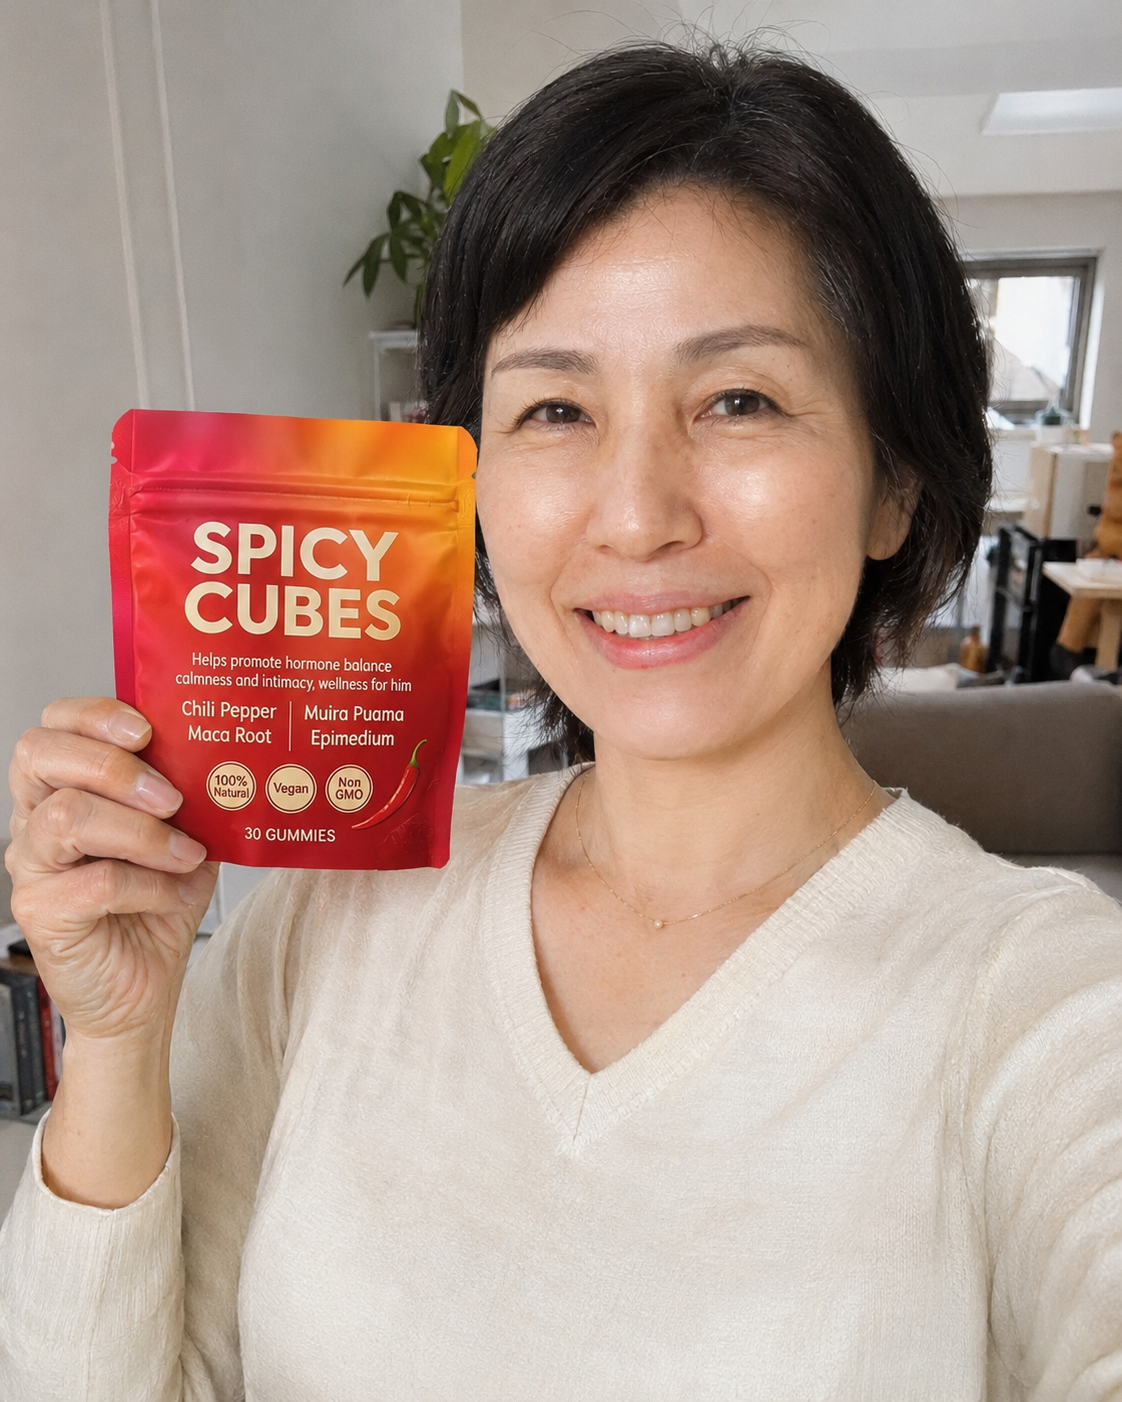 SPICY
CUBES
Helps promote hormone balance
calmness and intimacy, wellness for him
Chili Pepper
Maca Root
Muira Puama
Epimedium
100%
Natural
Vegan
Non
GMO
30 GUMMIES